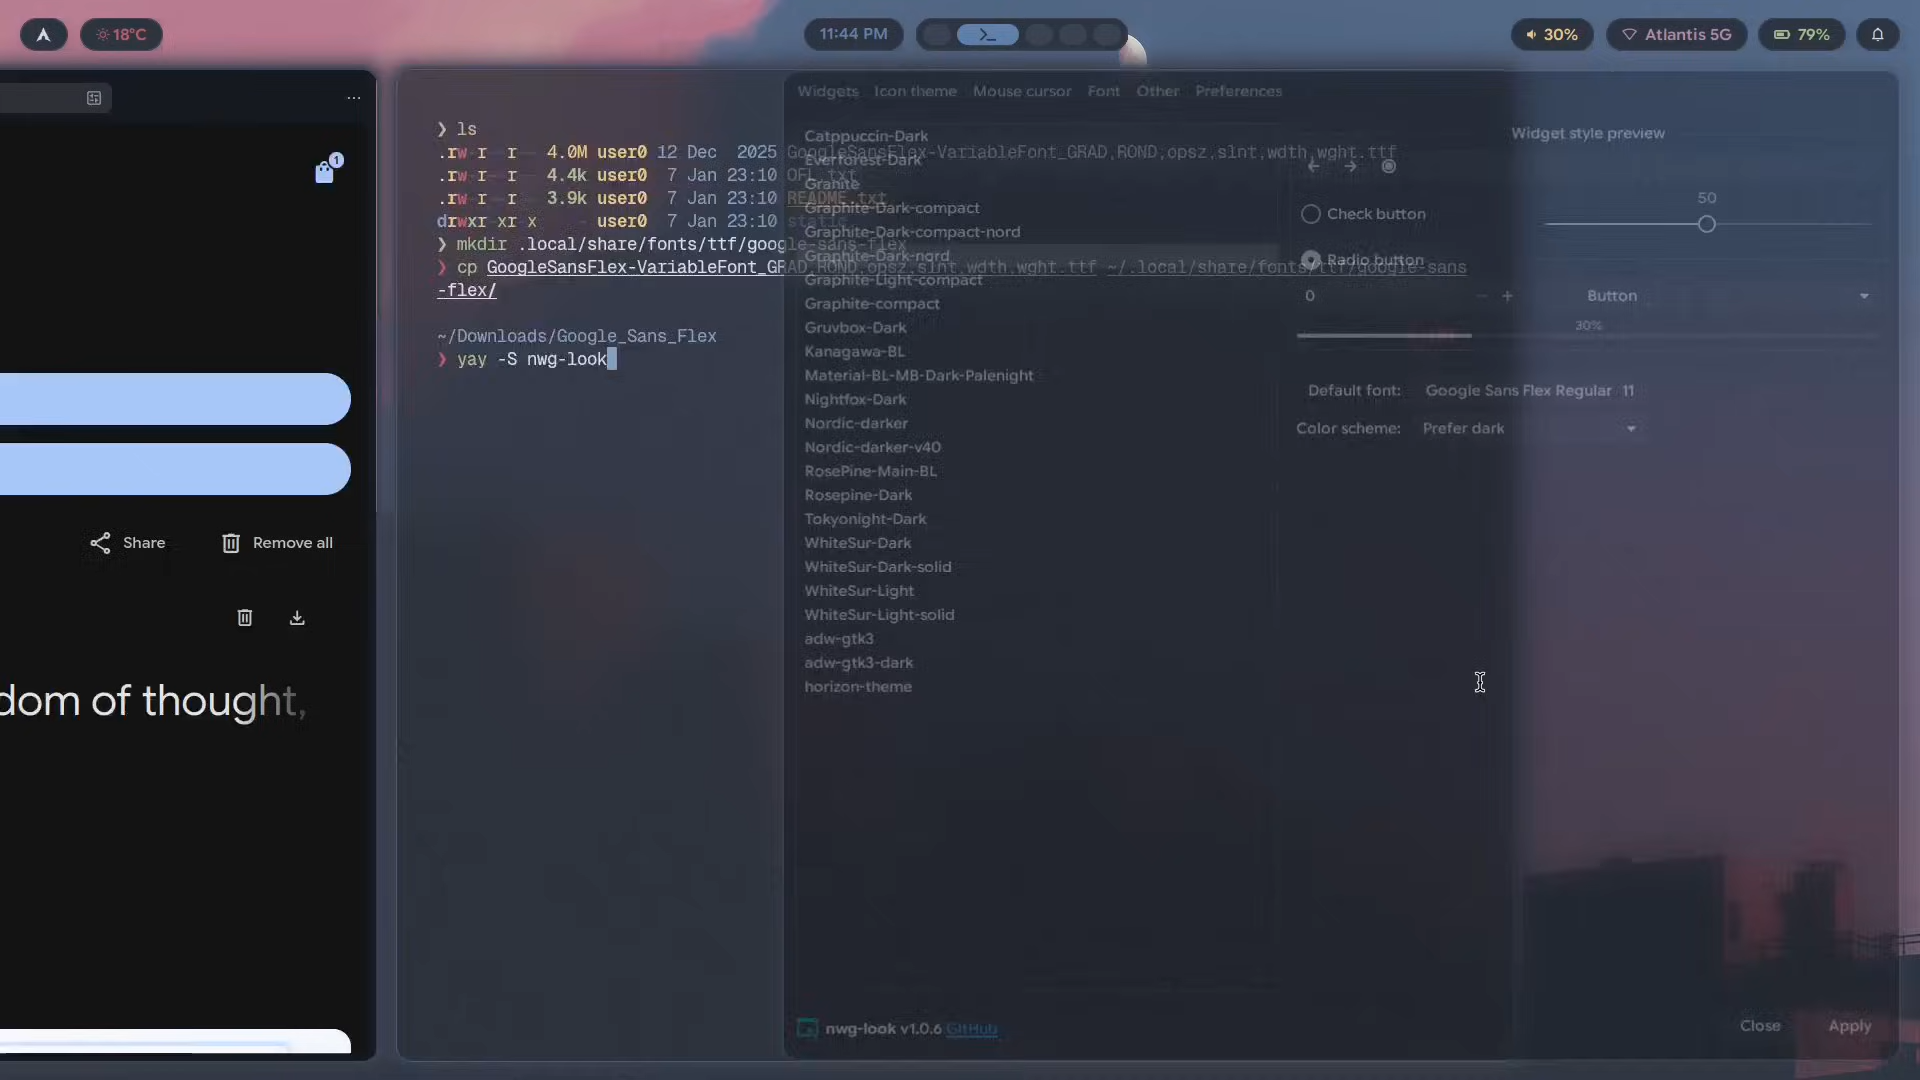 18°C
11:44 PM
30%
Atlantis 5G
79%
1
Share
Remove all
dom of thought,
❯ ls
.rw-r--r-- 4.0M user0 12 Dec 2025 GoogleSansFlex-VariableFont_GRAD,ROND,opsz,slnt,wdth,wght.ttf
.rw-r--r-- 4.4k user0 7 Jan 23:10 OFL.txt
.rw-r--r-- 3.9k user0 7 Jan 23:10 README.txt
drwxr-xr-x - user0 7 Jan 23:10 static
❯ mkdir .local/share/fonts/ttf/google-sans-flex
❯ cp GoogleSansFlex-VariableFont_GRAD,ROND,opsz,slnt,wdth,wght.ttf ~/.local/share/fonts/ttf/google-sans
-flex/
~/Downloads/Google_Sans_Flex
❯ yay -S nwg-look
Widgets Icon theme Mouse cursor Font Other Preferences
Catppuccin-Dark
Everforest-Dark
Granite
Graphite-Dark-compact
Graphite-Dark-compact-nord
Graphite-Dark-nord
Graphite-Light-compact
Graphite-compact
Gruvbox-Dark
Kanagawa-BL
Material-BL-MB-Dark-Palenight
Nightfox-Dark
Nordic-darker
Nordic-darker-v40
RosePine-Main-BL
Rosepine-Dark
Tokyonight-Dark
WhiteSur-Dark
WhiteSur-Dark-solid
WhiteSur-Light
WhiteSur-Light-solid
adw-gtk3
adw-gtk3-dark
horizon-theme
Widget style preview
Check button
50
Radio button
0 - +
Button
30%
Default font: Google Sans Flex Regular 11
Color scheme: Prefer dark
nwg-look v1.0.6 GitHub
Close
Apply